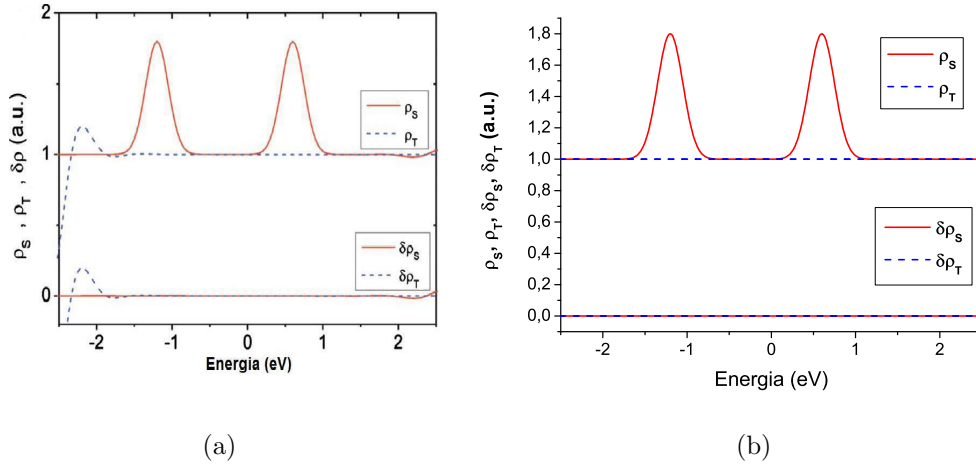 2
1
0
ρS , ρT , δρ (a.u.)
ρS
ρT
δρS
δρT
-2 -1 0 1 2
Energia (eV)
(a)
1,8
1,6
1,4
1,2
1,0
0,8
0,6
0,4
0,2
0,0
ρS, ρT, δρS, δρT (a.u.)
ρS
ρT
δρS
δρT
-2 -1 0 1 2
Energia (eV)
(b)